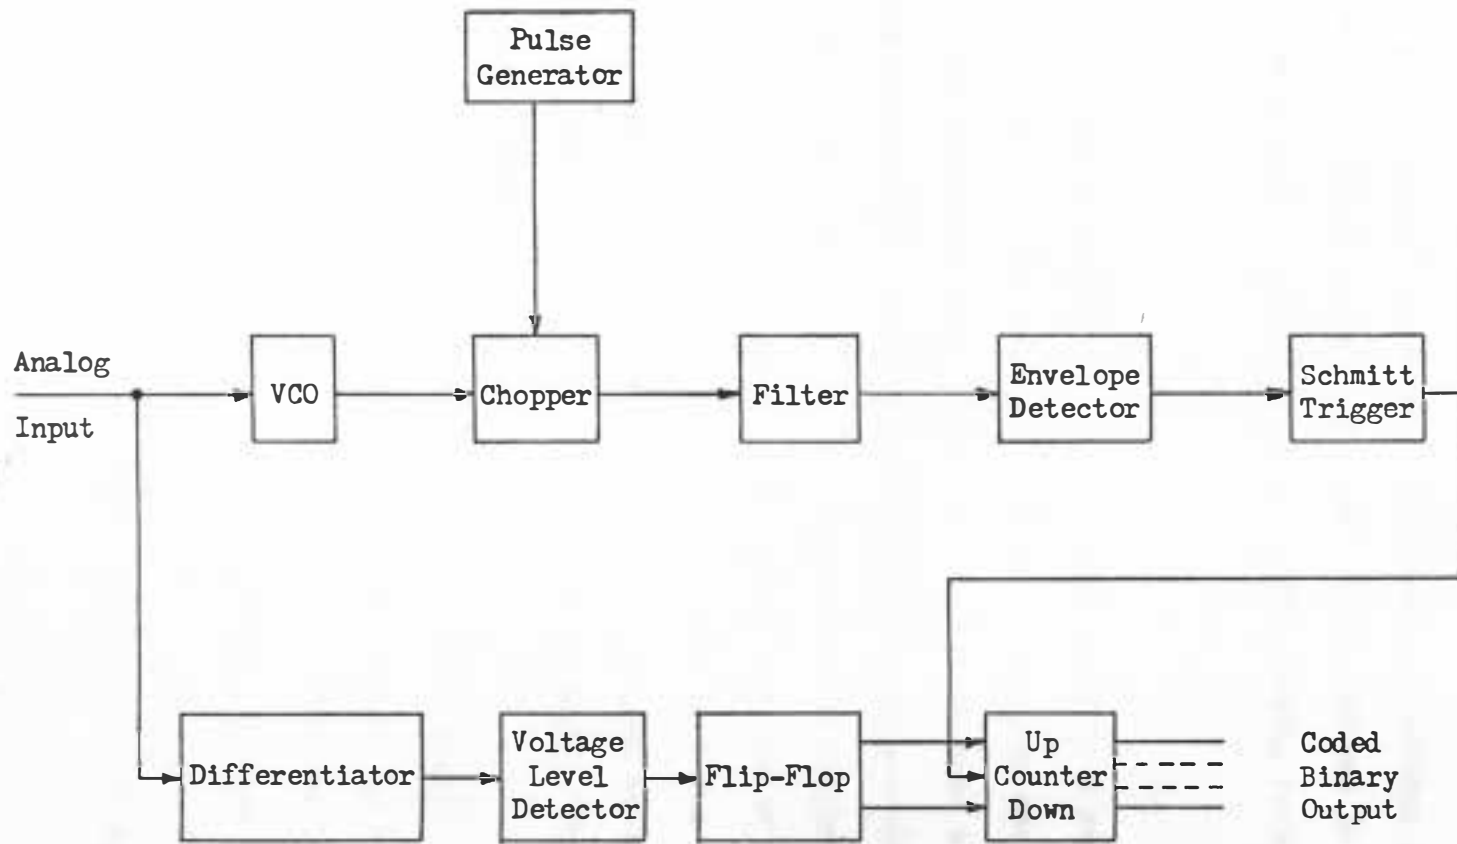 Pulse
Generator
Analog
Input
VCO
Chopper
Filter
Envelope
Detector
Schmitt
Trigger
Differentiator
Voltage
Level
Detector
Flip-Flop
Up
Counter
Down
Coded
Binary
Output